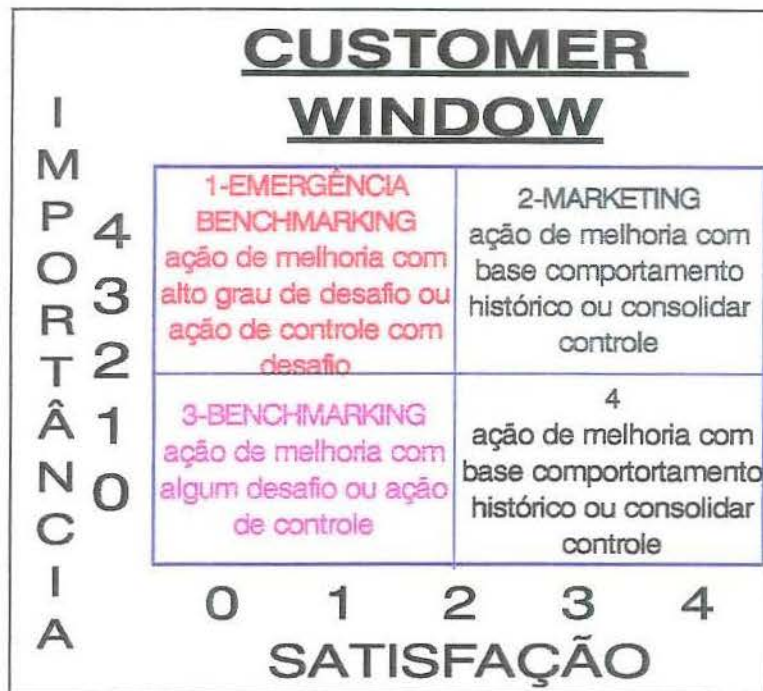 CUSTOMER
WINDOW
IMPORTÂNCIA
4
3
2
1
0
1-EMERGÊNCIA
BENCHMARKING
ação de melhoria com
alto grau de desafio ou
ação de controle com
desafio
2-MARKETING
ação de melhoria com
base comportamento
histórico ou consolidar
controle
3-BENCHMARKING
ação de melhoria com
algum desafio ou ação
de controle
4
ação de melhoria com
base comportortamento
histórico ou consolidar
controle
0 1 2 3 4
SATISFAÇÃO